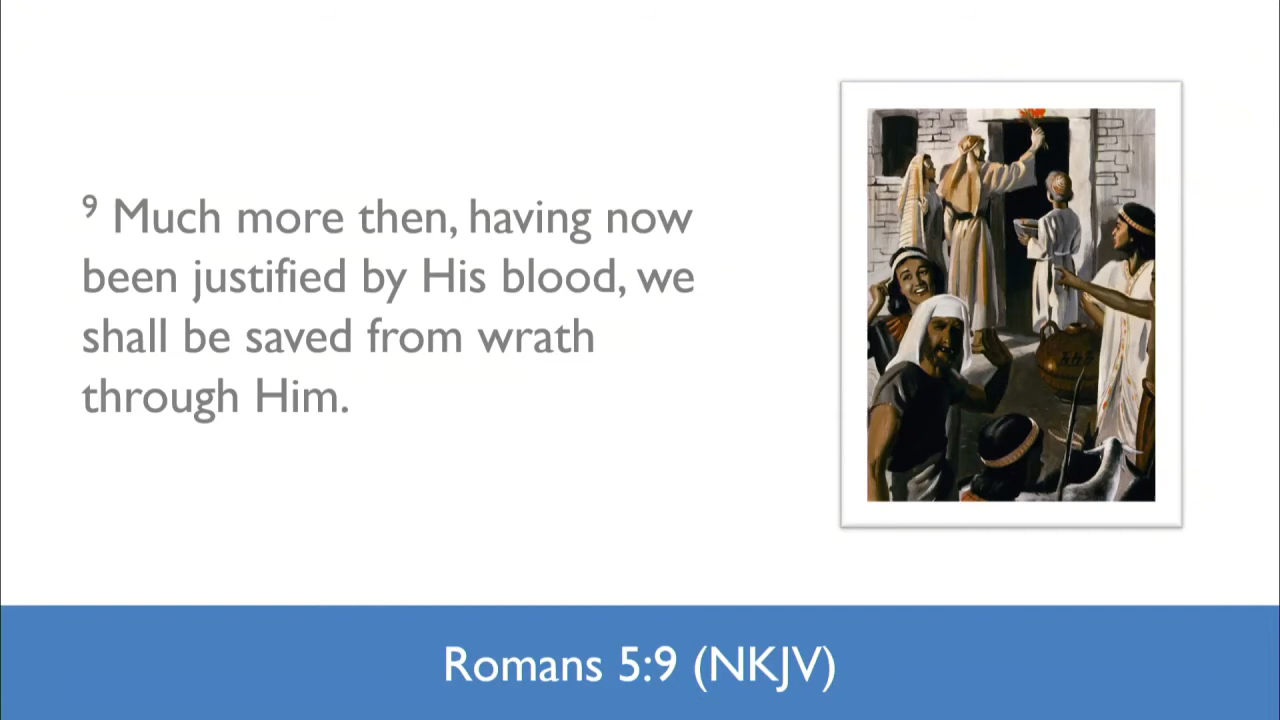 ⁹ Much more then, having now
been justified by His blood, we
shall be saved from wrath
through Him.
Romans 5:9 (NKJV)